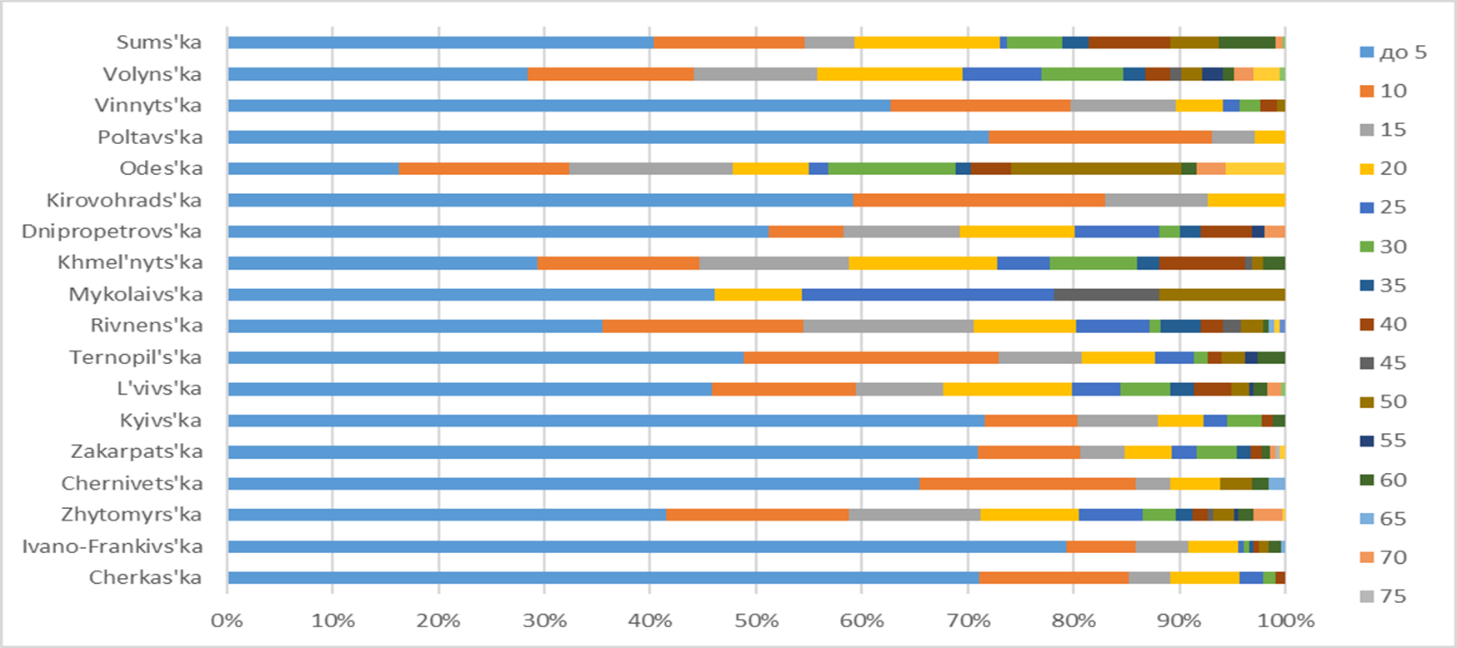 Sums'ka
Volyns'ka
Vinnyts'ka
Poltavs'ka
Odes'ka
Kirovohrads'ka
Dnipropetrovs'ka
Khmel'nyts'ka
Mykolaivs'ka
Rivnens'ka
Ternopil's'ka
L'vivs'ka
Kyivs'ka
Zakarpats'ka
Chernivets'ka
Zhytomyrs'ka
Ivano-Frankivs'ka
Cherkas'ka
0% 10% 20% 30% 40% 50% 60% 70% 80% 90% 100%
до 5
10
15
20
25
30
35
40
45
50
55
60
65
70
75